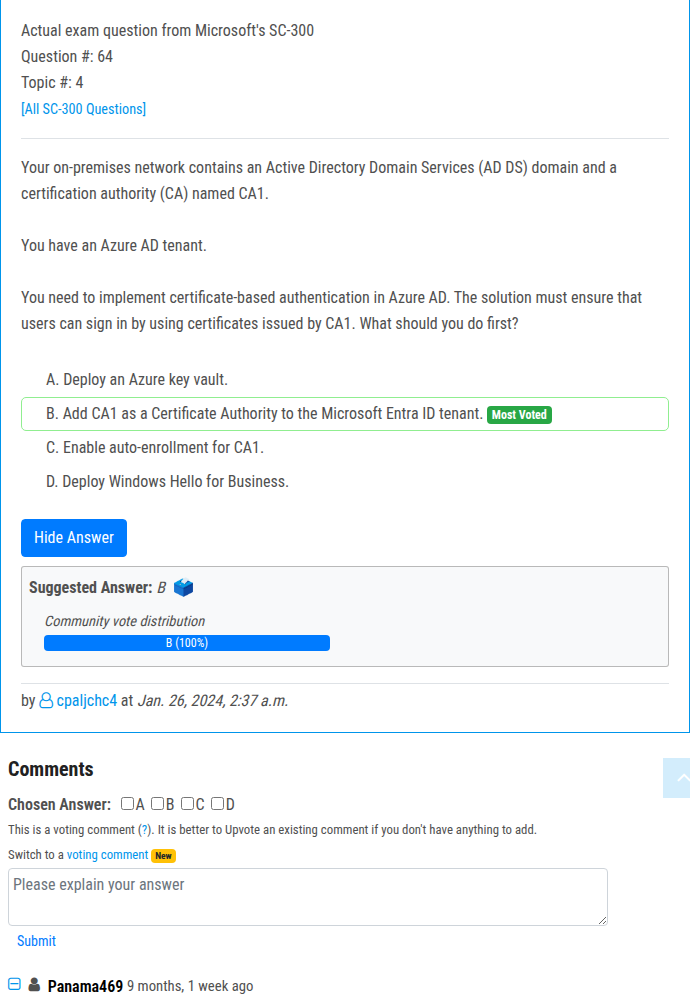 Actual exam question from Microsoft's SC-300
Question #: 64
Topic #: 4
[All SC-300 Questions]
Your on-premises network contains an Active Directory Domain Services (AD DS) domain and a
certification authority (CA) named CA1.
You have an Azure AD tenant.
You need to implement certificate-based authentication in Azure AD. The solution must ensure that
users can sign in by using certificates issued by CA1. What should you do first?
A. Deploy an Azure key vault.
B. Add CA1 as a Certificate Authority to the Microsoft Entra ID tenant. Most Voted
C. Enable auto-enrollment for CA1.
D. Deploy Windows Hello for Business.
Hide Answer
Suggested Answer: B
Community vote distribution
B (100%)
by cpaljchc4 at Jan. 26, 2024, 2:37 a.m.
Comments
Chosen Answer: A B C D
This is a voting comment (?). It is better to Upvote an existing comment if you don't have anything to add.
Switch to a voting comment New
Please explain your answer
Submit
Panama469 9 months, 1 week ago